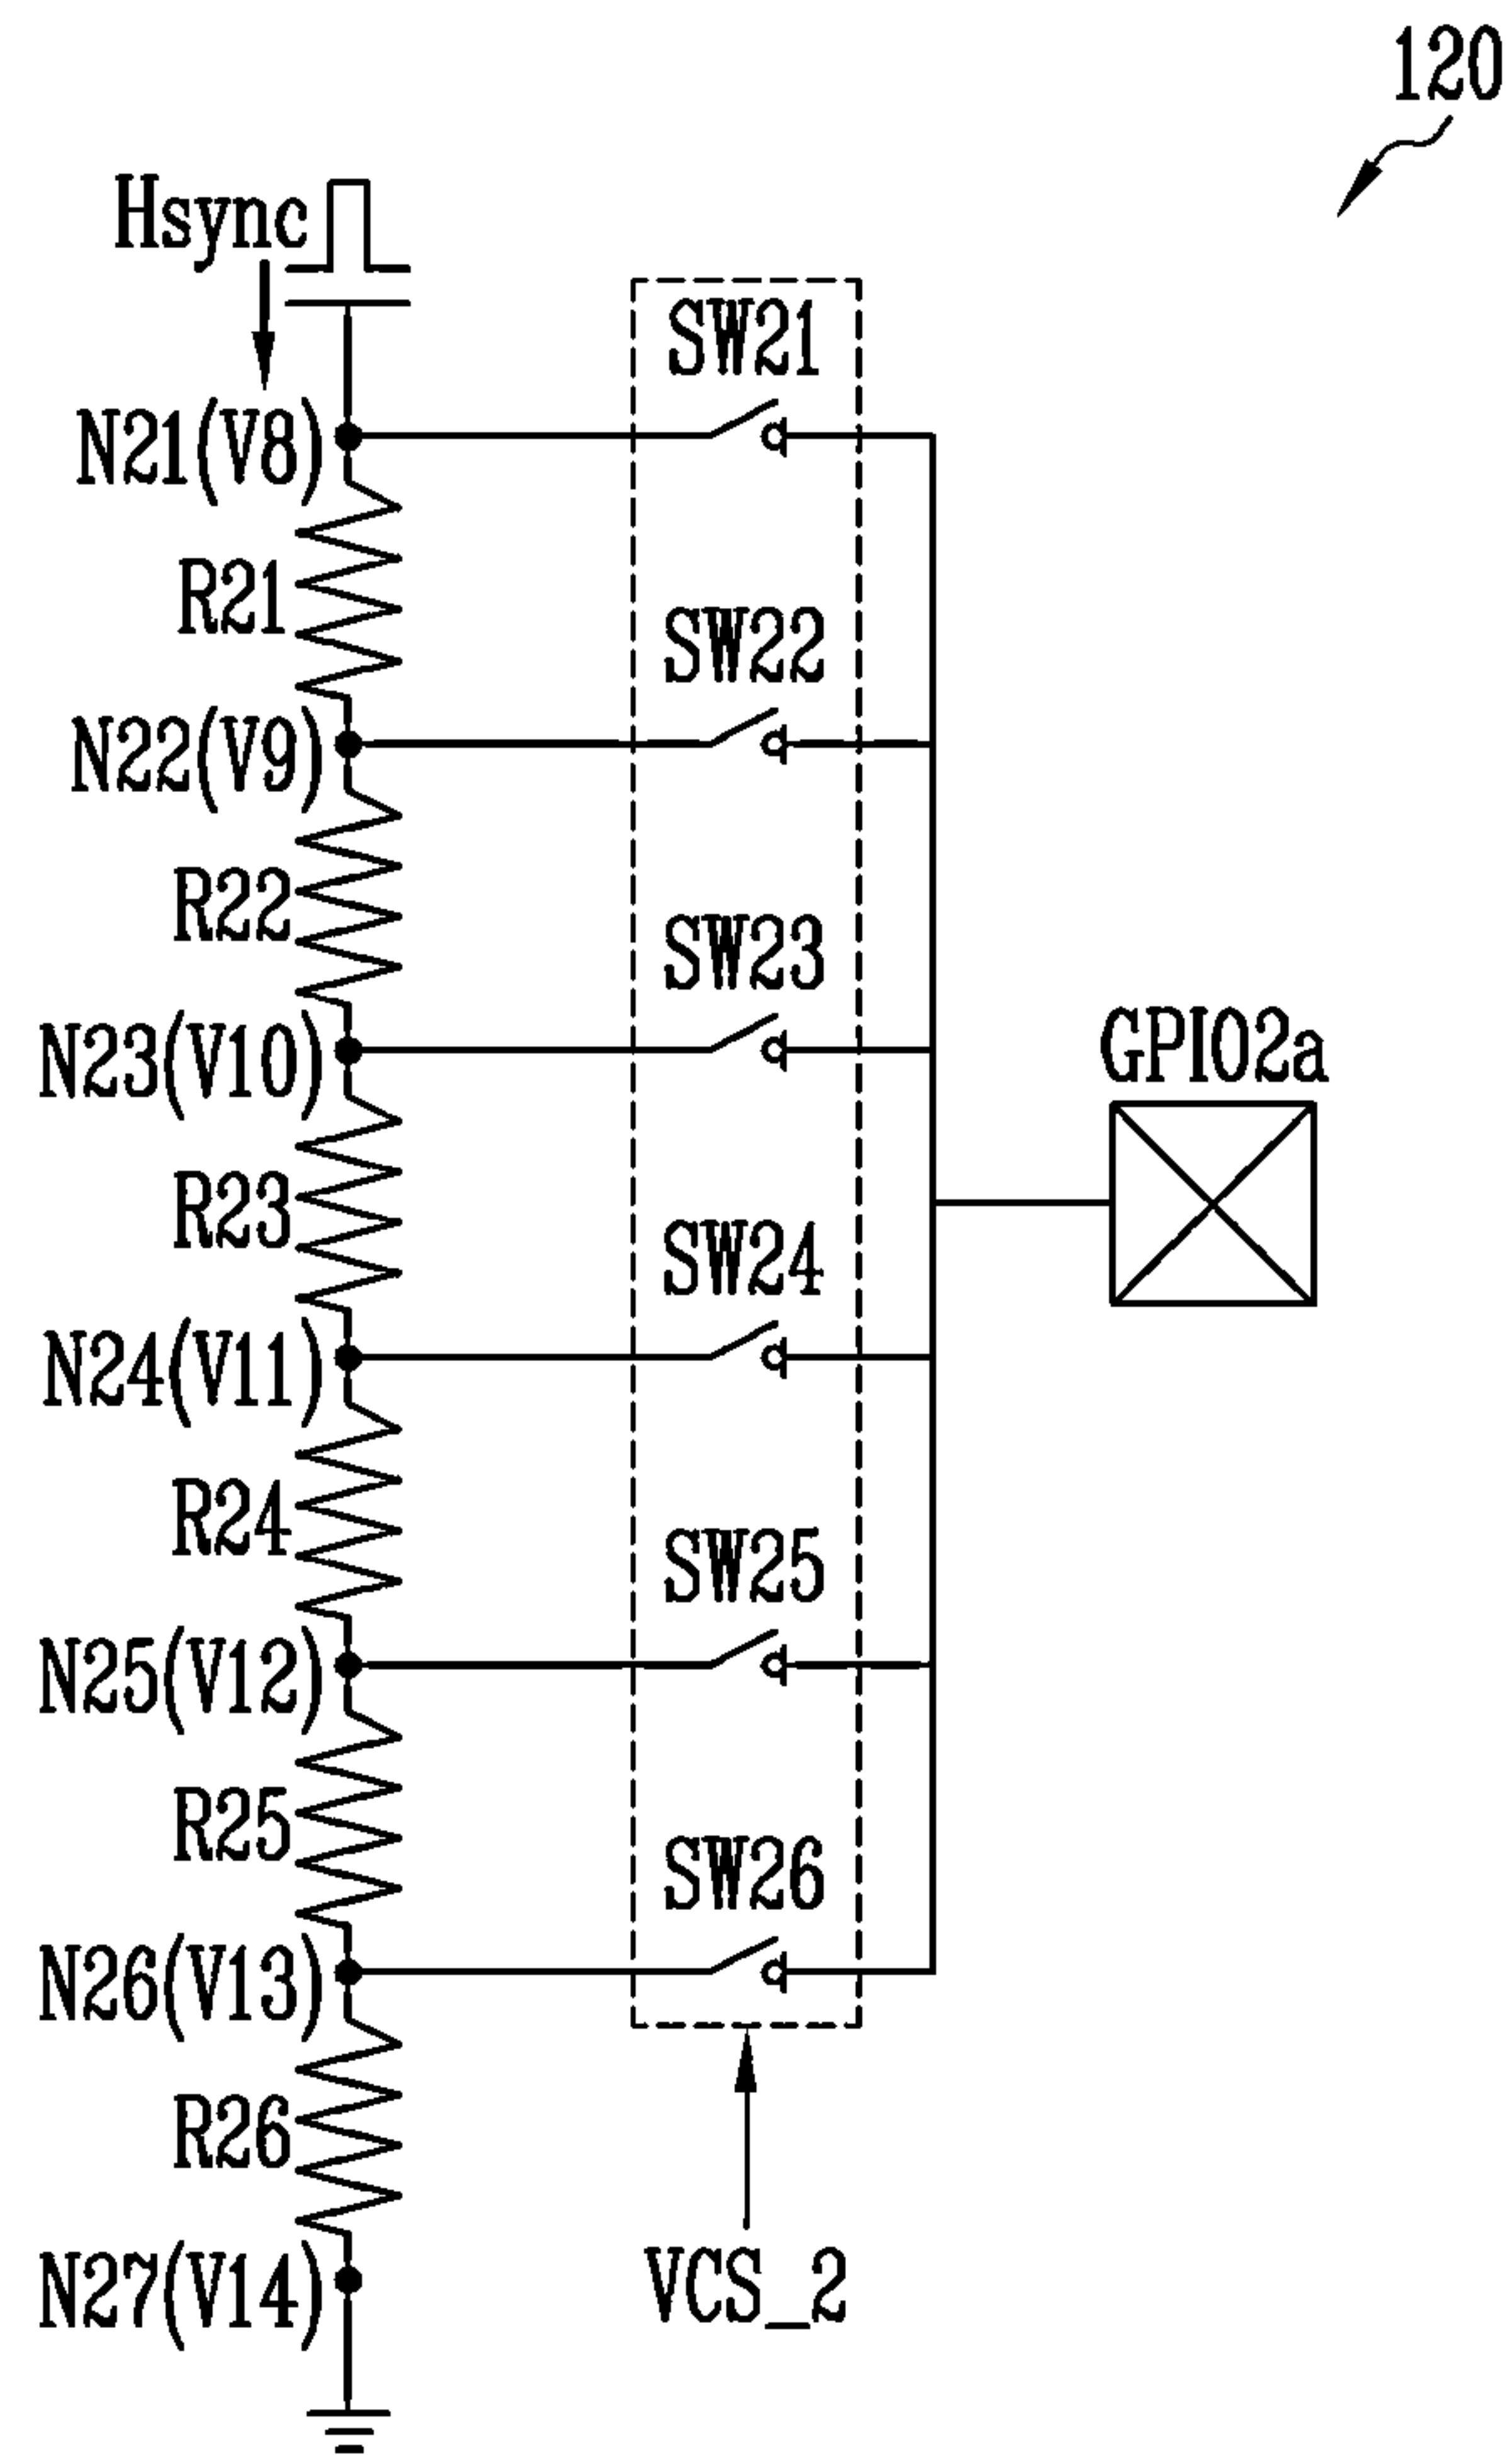 120
Hsync
SW21
N21(V8)
R21
SW22
N22(V9)
R22
SW23
N23(V10)
GPIO2a
R23
SW24
N24(V11)
R24
SW25
N25(V12)
R25
SW26
N26(V13)
R26
N27(V14)
VCS_2